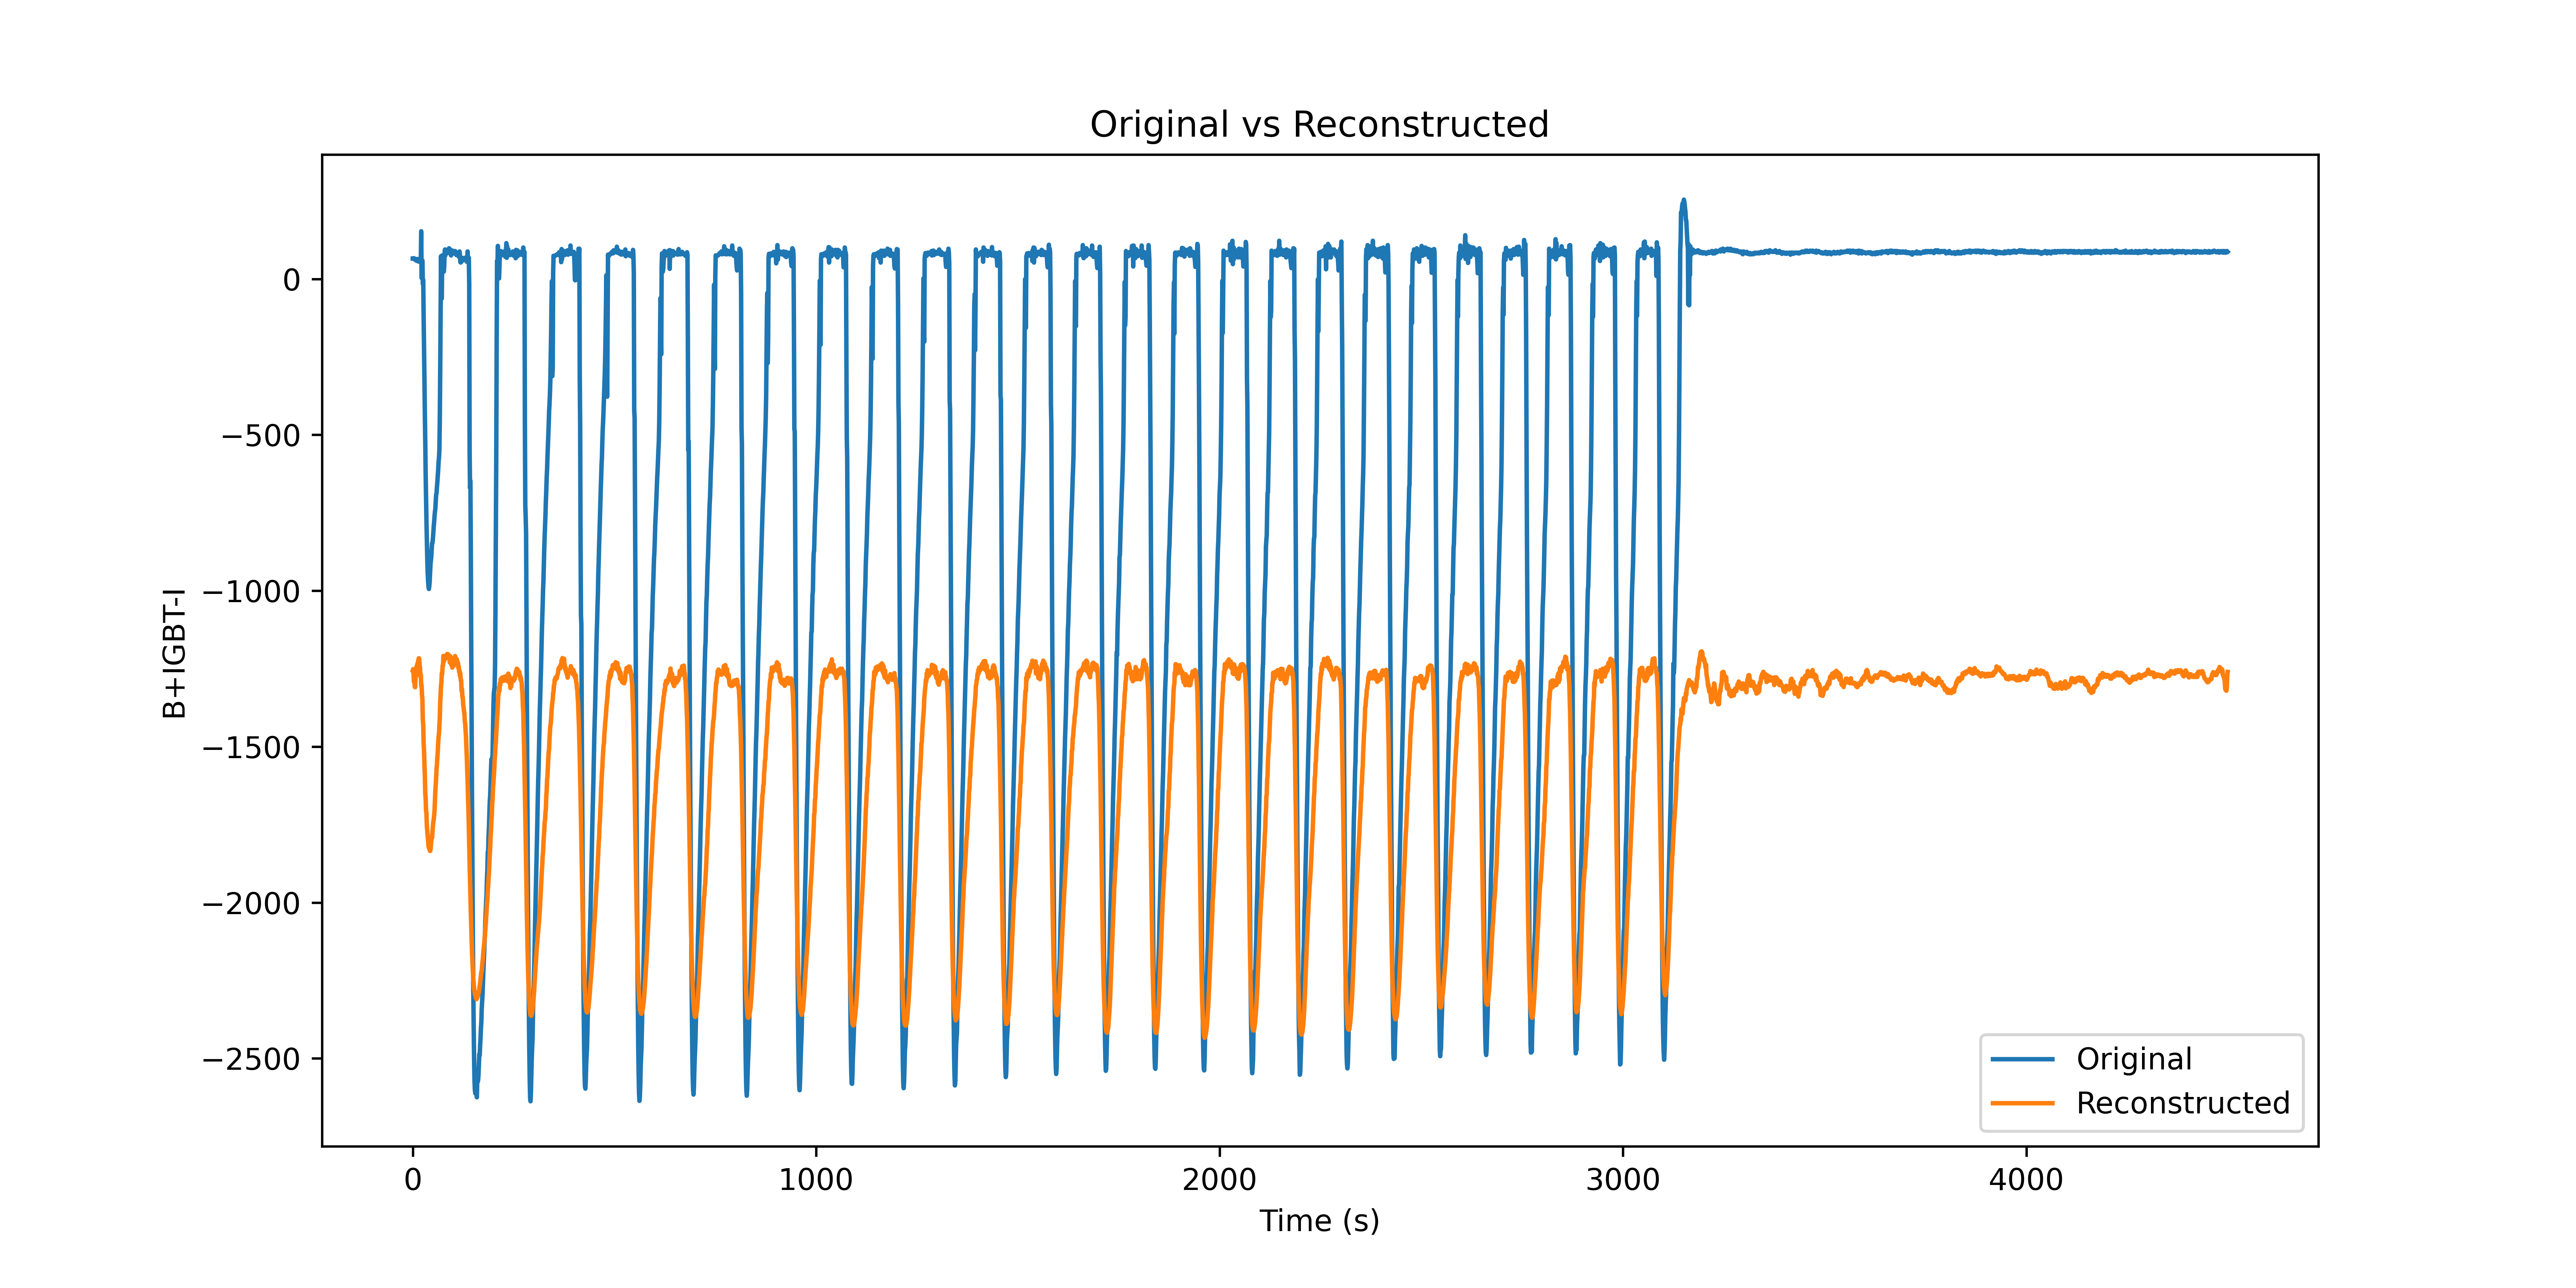 Original vs Reconstructed
B+IGBT-I
0
−500
−1000
−1500
−2000
−2500
0 1000 2000 3000 4000
Time (s)
Original
Reconstructed